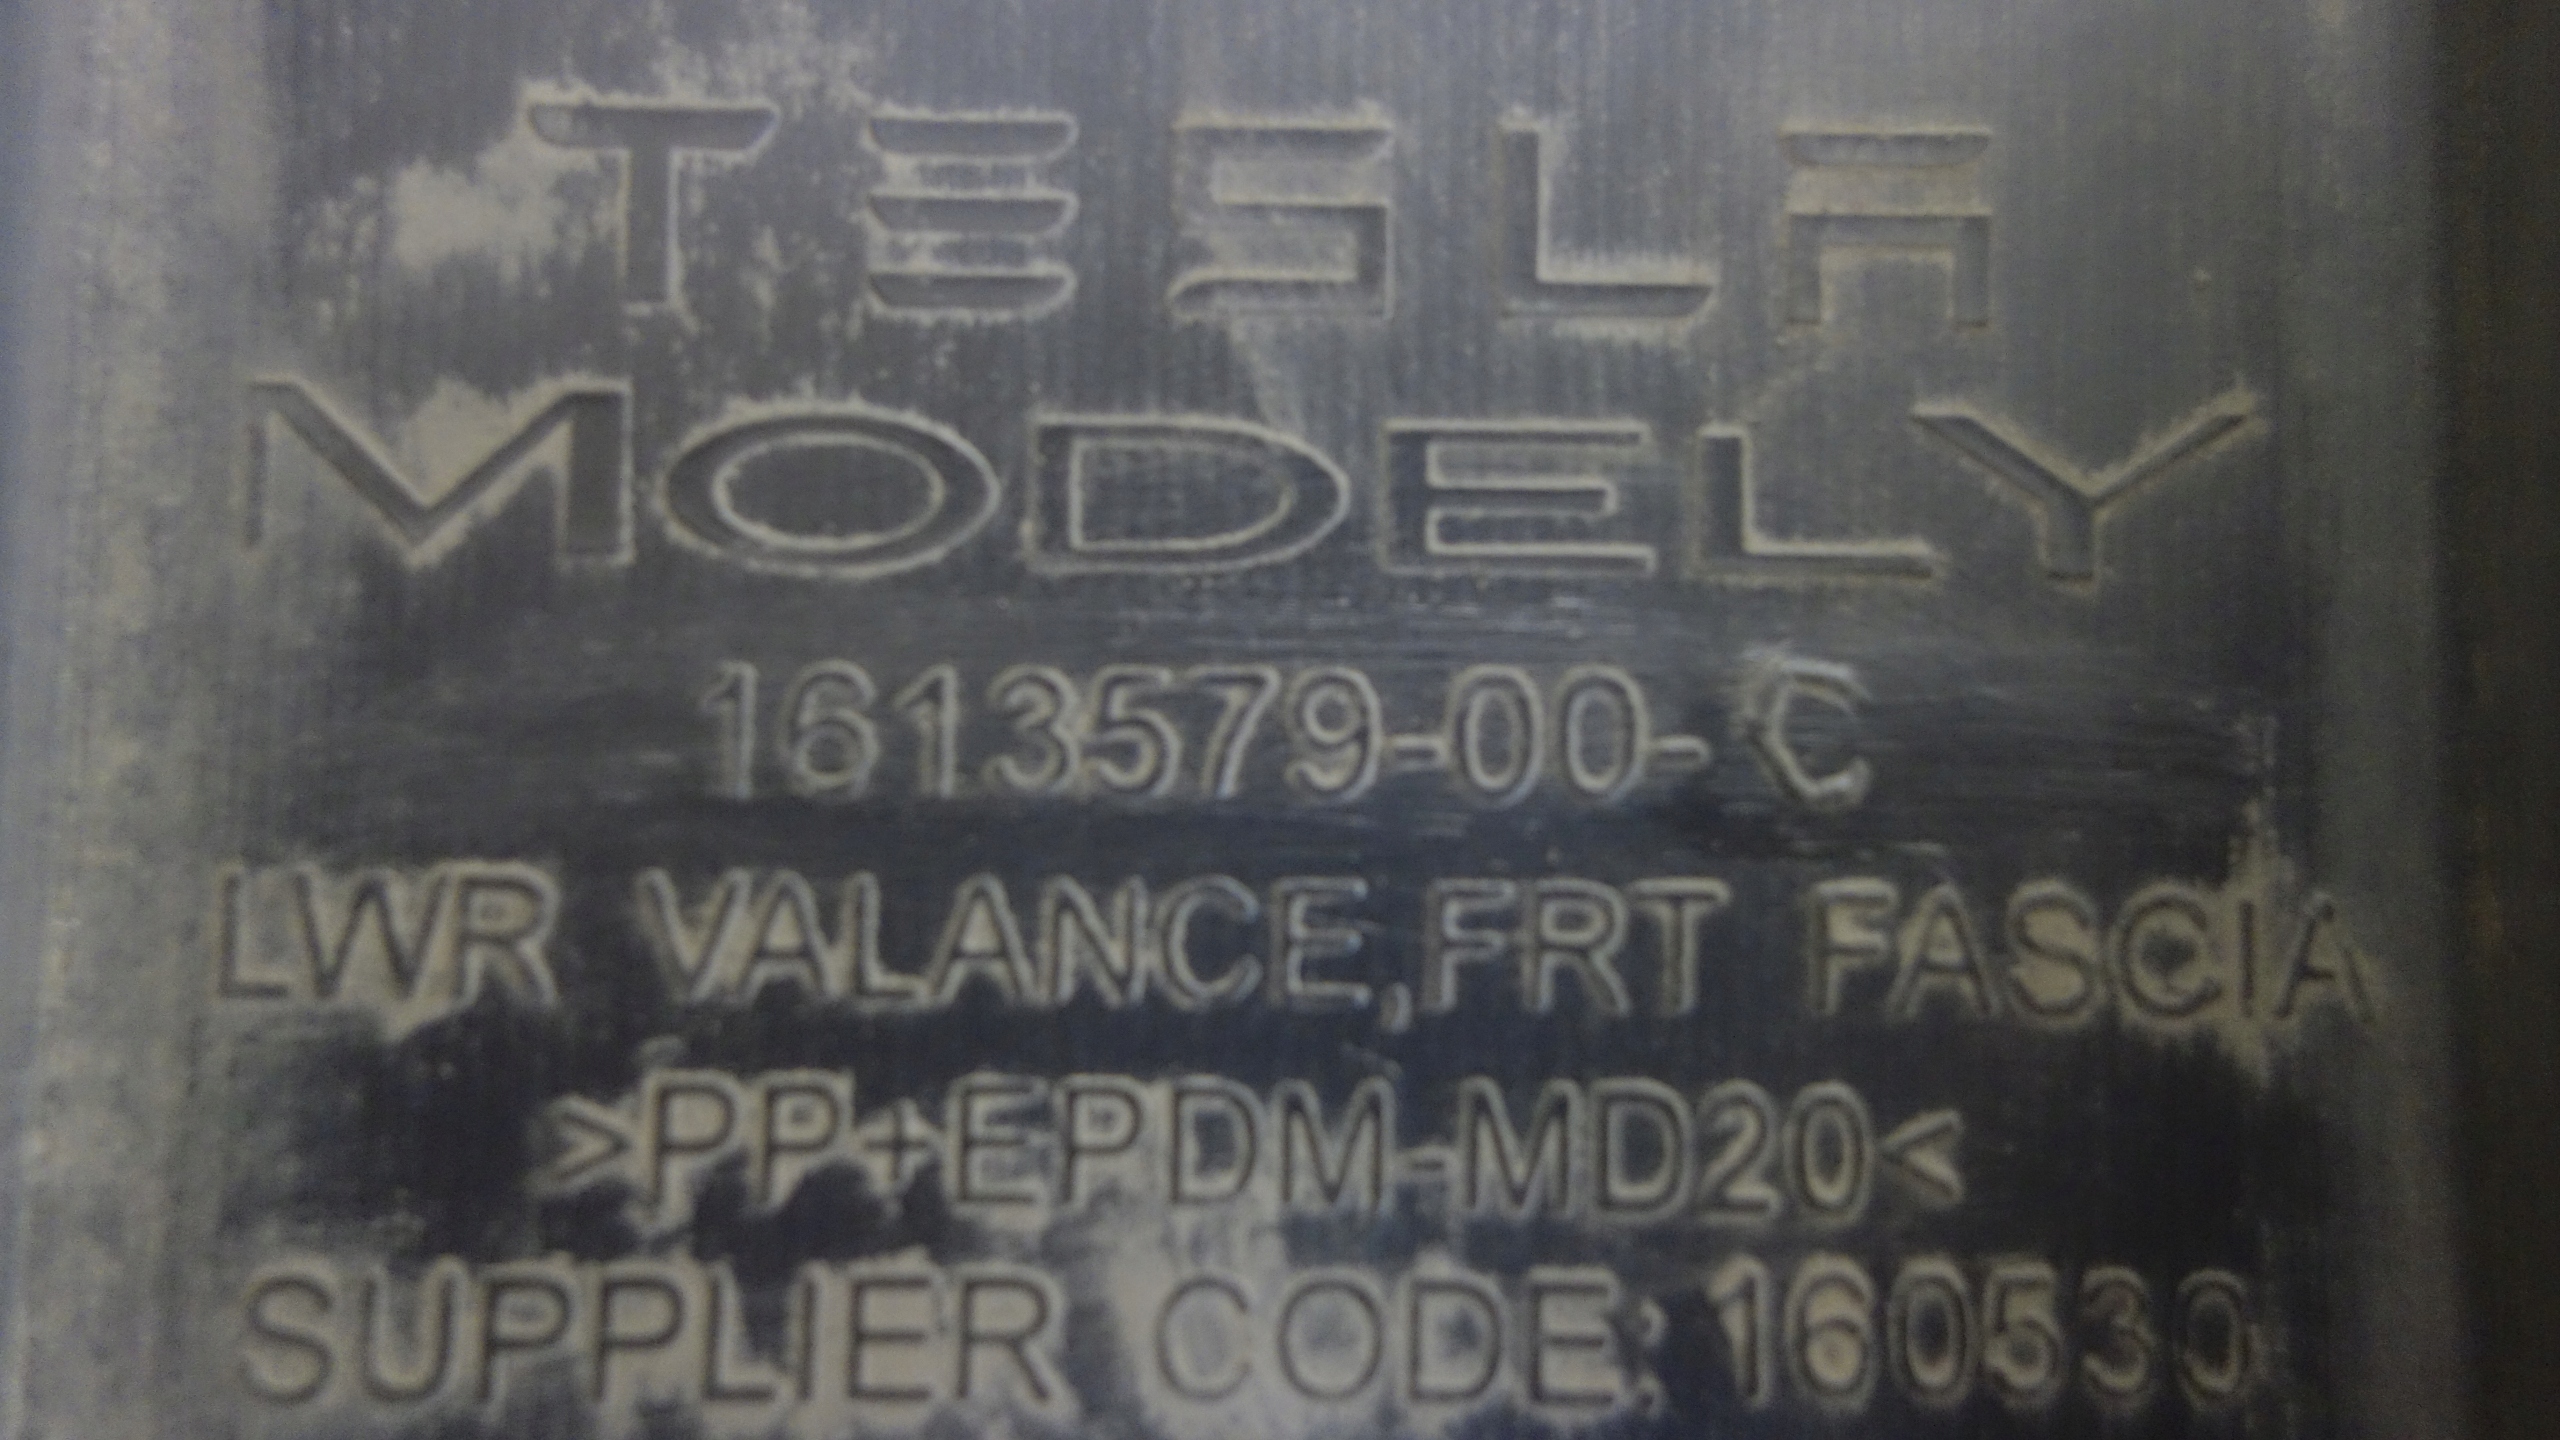 TESLA
MODELY
1613579-00-C
LWR VALANCE,FRT FASCIA
>PP+EPDM-MD20<
SUPPLIER CODE: 160530